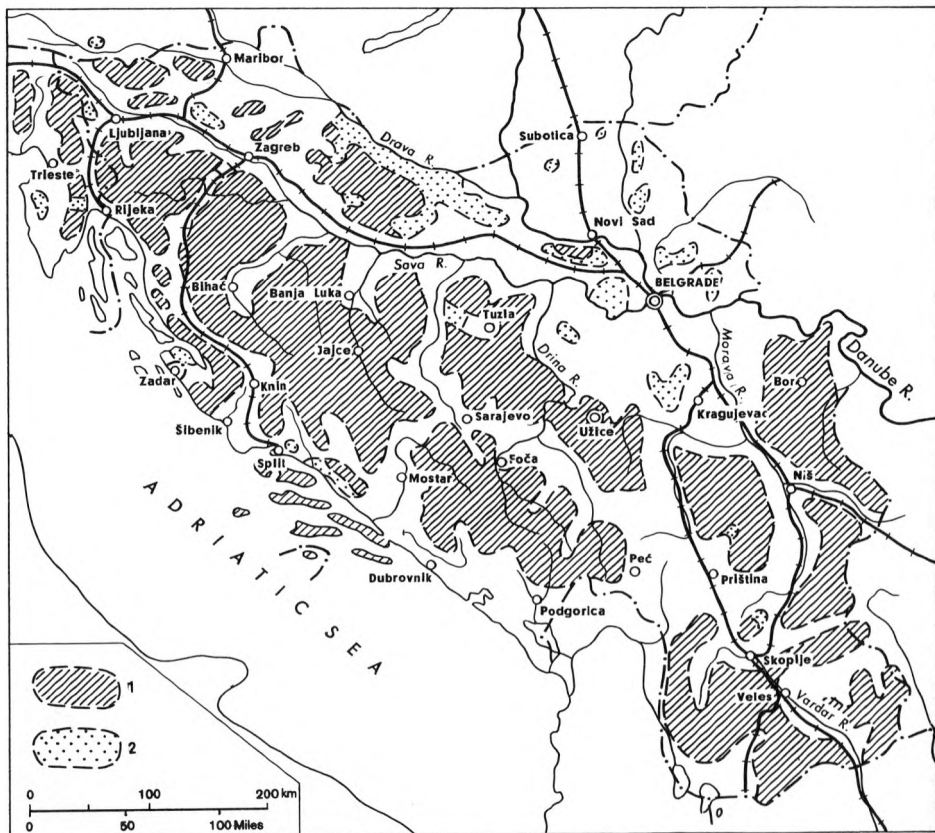 Maribor
Ljubljana
Zagreb
Drava R.
Subotica
Trieste
Rijeka
Novi Sad
Sava R.
BELGRADE
Bihać
Banja Luka
Tuzla
Drina R.
Morava R.
Danube R.
Jajce
Bor
Zadar
Knin
Kragujevac
Šibenik
Sarajevo
Užice
Split
Foča
Mostar
Niš
ADRIATIC SEA
Dubrovnik
Peć
Priština
Podgorica
Skoplje
Veles
Vardar R.
1
2
0 100 200 km
0 50 100 Miles